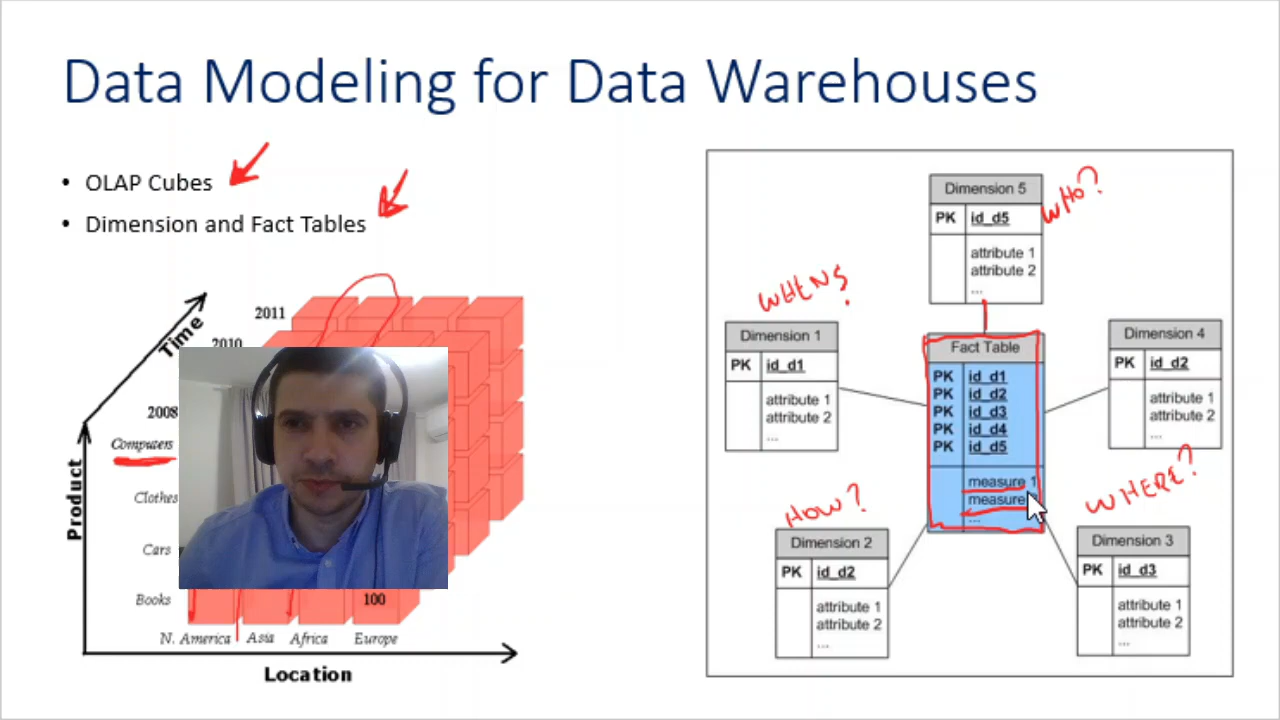 Data Modeling for Data Warehouses
• OLAP Cubes
• Dimension and Fact Tables
Time
2011
2010
2008
Product
Computers
Clothes
Cars
Books
100
N. America
Asia
Africa
Europe
Location
Dimension 5
PK id_d5
attribute 1
attribute 2
...
WHO?
WHEN?
Dimension 1
PK id_d1
attribute 1
attribute 2
...
Fact Table
PK id_d1
PK id_d2
PK id_d3
PK id_d4
PK id_d5
measure 1
measure
...
Dimension 4
PK id_d2
attribute 1
attribute 2
...
HOW?
Dimension 2
PK id_d2
attribute 1
attribute 2
...
WHERE?
Dimension 3
PK id_d3
attribute 1
attribute 2
...